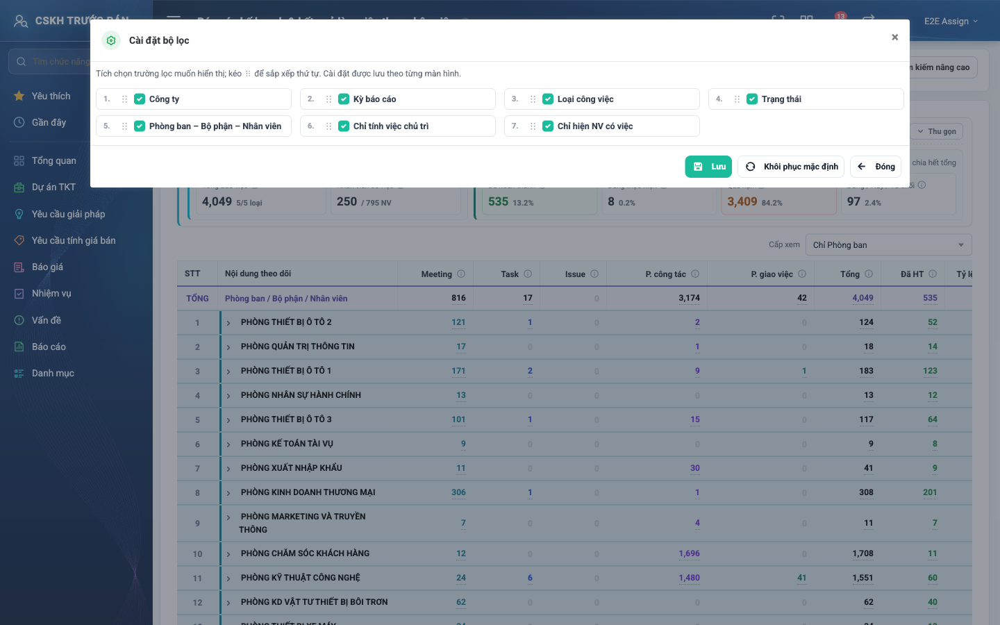 CSKH TRƯỚC BÁN
13
E2E Assign
Cài đặt bộ lọc
×
Tìm chức năng
Tích chọn trường lọc muốn hiển thị; kéo ⠿ để sắp xếp thứ tự. Cài đặt được lưu theo từng màn hình.
kiếm nâng cao
1. Công ty
2. Kỳ báo cáo
3. Loại công việc
4. Trạng thái
5. Phòng ban – Bộ phận – Nhân viên
6. Chỉ tính việc chủ trì
7. Chỉ hiện NV có việc
Thu gọn
Lưu
Khôi phục mặc định
Đóng
chia hết tổng
Yêu thích
Gần đây
Tổng quan
Dự án TKT
Yêu cầu giải pháp
Yêu cầu tính giá bán
Báo giá
Nhiệm vụ
Vấn đề
Báo cáo
Danh mục
4,049 5/5 loại
250 / 795 NV
535 13.2%
8 0.2%
3,409 84.2%
97 2.4%
Cấp xem
Chỉ Phòng ban
STT Nội dung theo dõi Meeting Task Issue P. công tác P. giao việc Tổng Đã HT Tỷ
TỔNG Phòng ban / Bộ phận / Nhân viên 816 17 0 3,174 42 4,049 535
1 PHÒNG THIẾT BỊ Ô TÔ 2 121 1 0 2 0 124 52
2 PHÒNG QUẢN TRỊ THÔNG TIN 17 0 0 1 0 18 14
3 PHÒNG THIẾT BỊ Ô TÔ 1 171 2 0 9 1 183 123
4 PHÒNG NHÂN SỰ HÀNH CHÍNH 13 0 0 0 0 13 12
5 PHÒNG THIẾT BỊ Ô TÔ 3 101 1 0 15 0 117 64
6 PHÒNG KẾ TOÁN TÀI VỤ 9 0 0 0 0 9 8
7 PHÒNG XUẤT NHẬP KHẨU 11 0 0 30 0 41 9
8 PHÒNG KINH DOANH THƯƠNG MẠI 306 1 0 1 0 308 201
9 PHÒNG MARKETING VÀ TRUYỀN THÔNG 7 0 0 4 0 11 7
10 PHÒNG CHĂM SÓC KHÁCH HÀNG 12 0 0 1,696 0 1,708 11
11 PHÒNG KỸ THUẬT CÔNG NGHỆ 24 6 0 1,480 41 1,551 60
12 PHÒNG KD VẬT TƯ THIẾT BỊ BÔI TRƠN 62 0 0 0 0 62 40